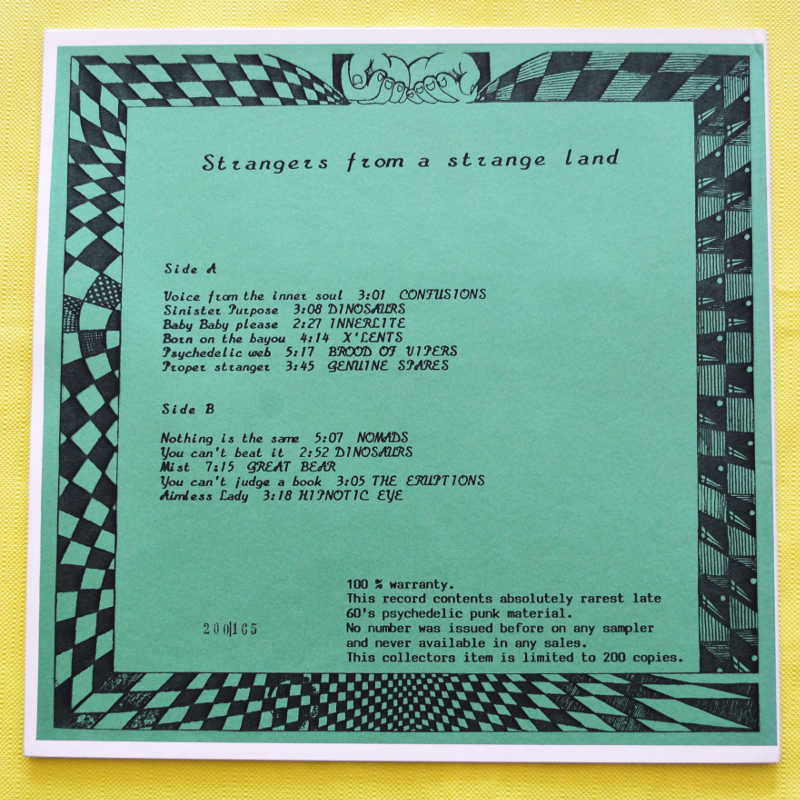 Strangers from a strange land
Side A
Voice from the inner soul 3:01 CONFUSIONS
Sinister Purpose 3:08 DINOSAURS
Baby Baby please 2:27 INNERLITE
Born on the bayou 4:14 X'LENTS
Psychedelic web 5:17 BROOD OF VIPERS
Proper stranger 3:45 GENUINE SPARES
Side B
Nothing is the same 5:07 NOMADS
You can't beat it 2:52 DINOSAURS
Mist 7:15 GREAT BEAR
You can't judge a book 3:05 THE ERUPTIONS
Aimless Lady 3:18 HIPNOTIC EYE
100 % warranty.
This record contents absolutely rarest late
60's psychedelic punk material.
No number was issued before on any sampler
and never available in any sales.
This collectors item is limited to 200 copies.
200|165